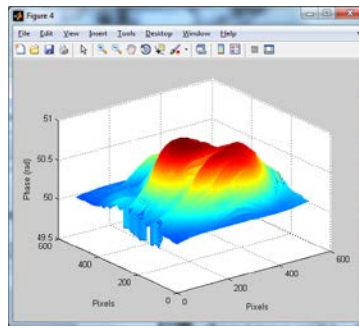 Figure 4
File Edit View Insert Tools Desktop Window Help
51
50.5
50
49.5
Phase (rad)
600
400
200
0
Pixels
0
200
400
600
Pixels